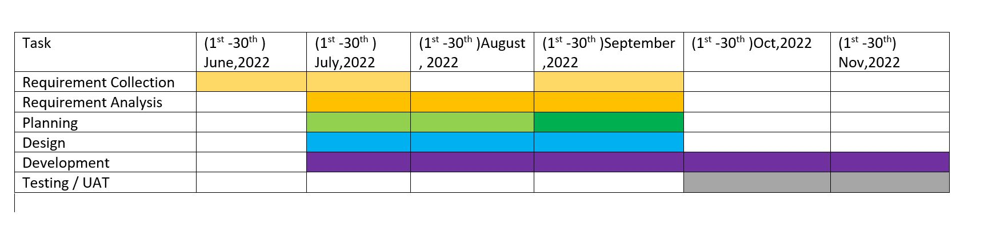 Task
(1st -30th )
June,2022
(1st -30th )
July,2022
(1st -30th )August
, 2022
(1st -30th )September
,2022
(1st -30th )Oct,2022
(1st -30th)
Nov,2022
Requirement Collection
Requirement Analysis
Planning
Design
Development
Testing / UAT